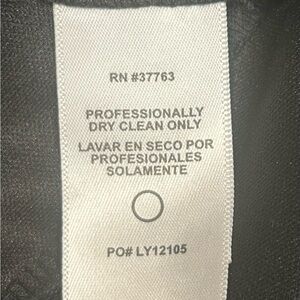 RN #37763
PROFESSIONALLY
DRY CLEAN ONLY
LAVAR EN SECO POR
PROFESIONALES
SOLAMENTE
PO# LY12105